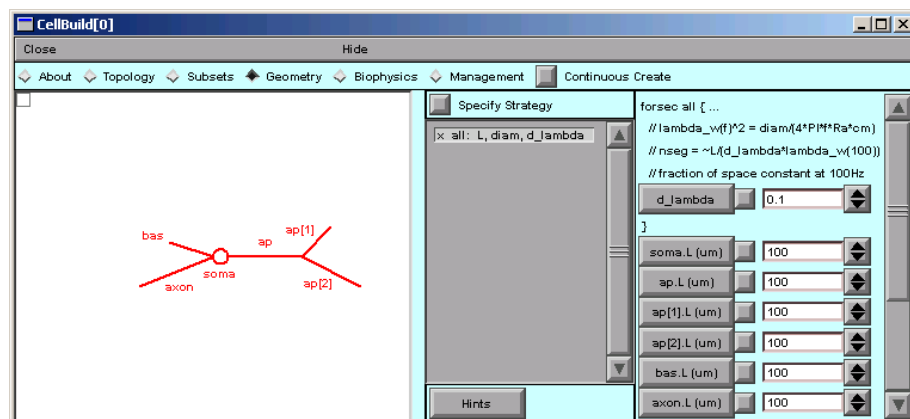 CellBuild[0]
Close Hide
About Topology Subsets Geometry Biophysics Management Continuous Create
bas
ap
ap[1]
soma
axon
ap[2]
Specify Strategy
x all: L, diam, d_lambda
Hints
forsec all { ...
//lambda_w(f)^2 = diam/(4*PI*f*Ra*cm)
//nseg = ~L/(d_lambda*lambda_w(100))
//fraction of space constant at 100Hz
d_lambda 0.1
}
soma.L (um) 100
ap.L (um) 100
ap[1].L (um) 100
ap[2].L (um) 100
bas.L (um) 100
axon.L (um) 100